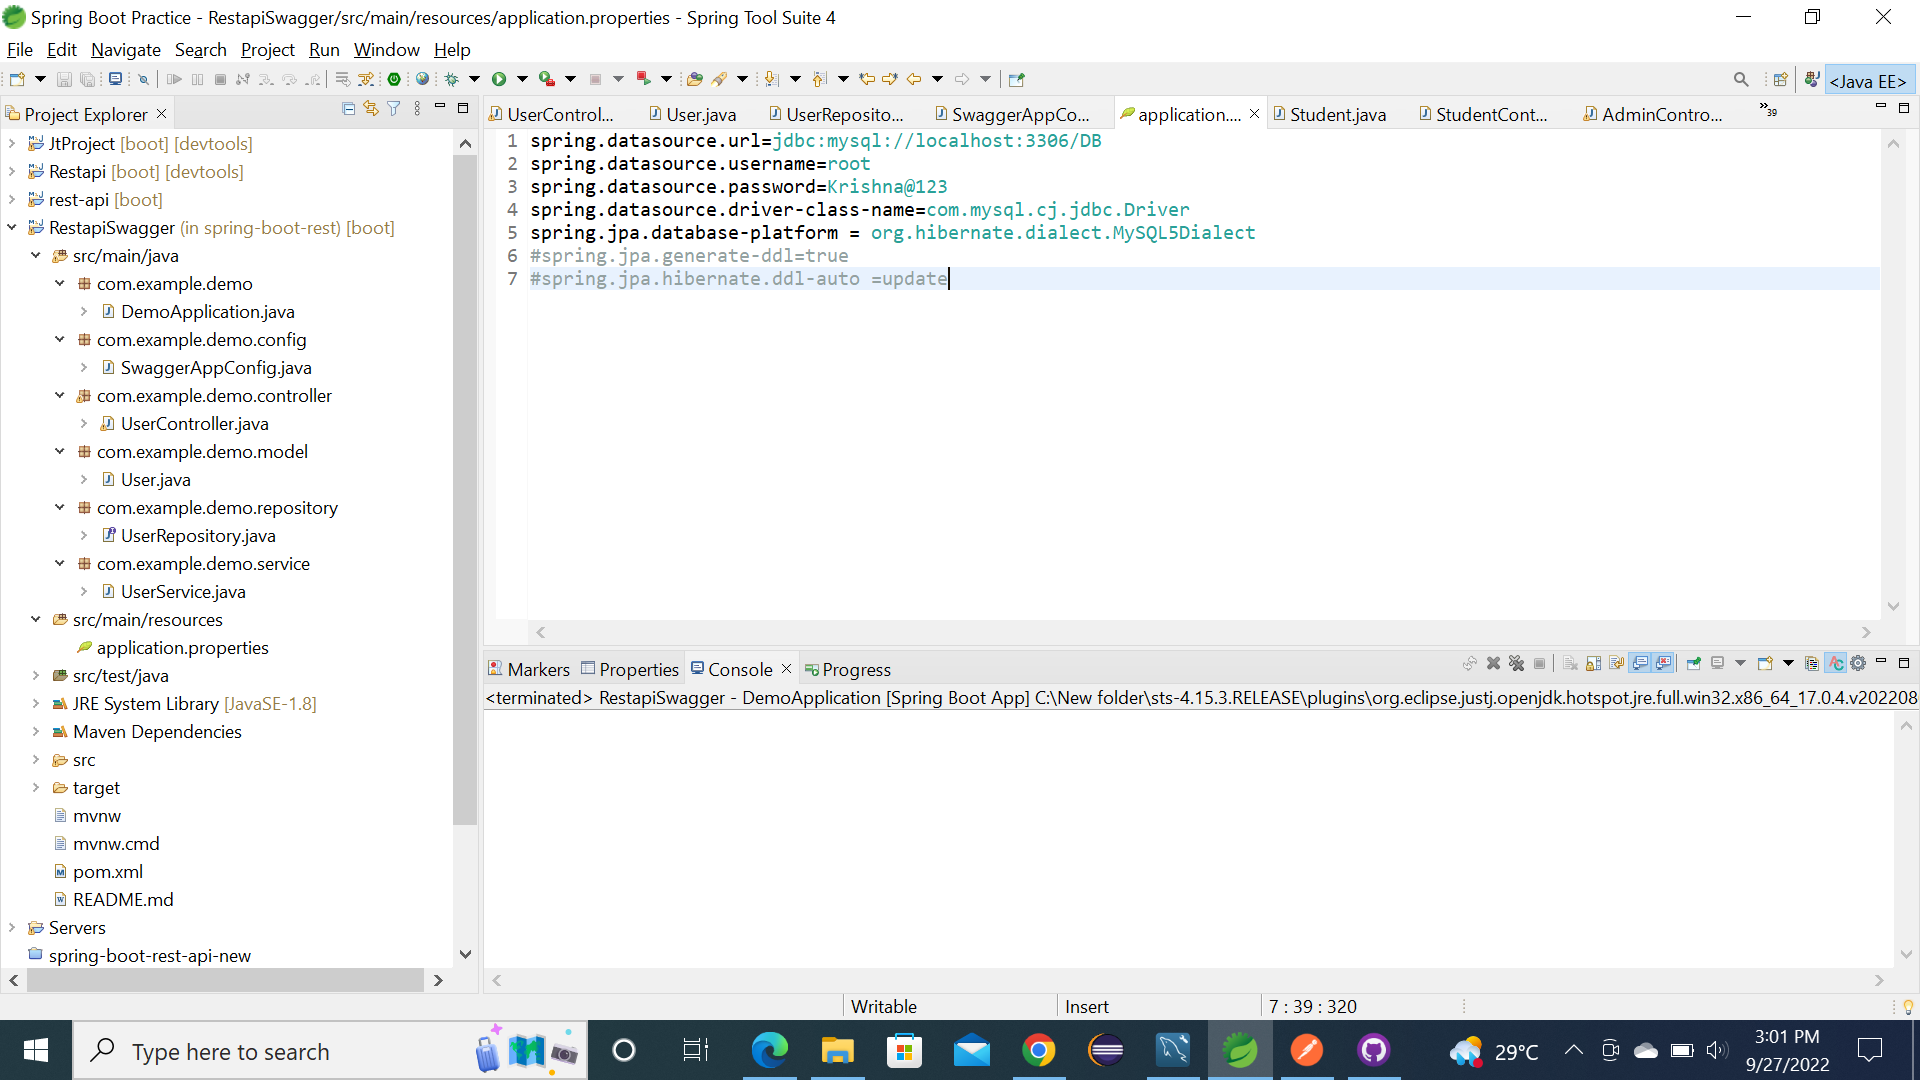 Spring Boot Practice - RestapiSwagger/src/main/resources/application.properties - Spring Tool Suite 4
File Edit Navigate Search Project Run Window Help
<Java EE>
Project Explorer
UserControl... User.java UserReposito... SwaggerAppCo... application.... Student.java StudentCont... AdminContro... »39
JtProject [boot] [devtools]
Restapi [boot] [devtools]
rest-api [boot]
RestapiSwagger (in spring-boot-rest) [boot]
src/main/java
com.example.demo
DemoApplication.java
com.example.demo.config
SwaggerAppConfig.java
com.example.demo.controller
UserController.java
com.example.demo.model
User.java
com.example.demo.repository
UserRepository.java
com.example.demo.service
UserService.java
src/main/resources
application.properties
src/test/java
JRE System Library [JavaSE-1.8]
Maven Dependencies
src
target
mvnw
mvnw.cmd
pom.xml
README.md
Servers
spring-boot-rest-api-new
1 spring.datasource.url=jdbc:mysql://localhost:3306/DB
2 spring.datasource.username=root
3 spring.datasource.password=Krishna@123
4 spring.datasource.driver-class-name=com.mysql.cj.jdbc.Driver
5 spring.jpa.database-platform = org.hibernate.dialect.MySQL5Dialect
6 #spring.jpa.generate-ddl=true
7 #spring.jpa.hibernate.ddl-auto =update
Markers Properties Console Progress
<terminated> RestapiSwagger - DemoApplication [Spring Boot App] C:\New folder\sts-4.15.3.RELEASE\plugins\org.eclipse.justj.openjdk.hotspot.jre.full.win32.x86_64_17.0.4.v202208
Writable Insert 7 : 39 : 320
Type here to search
29°C
3:01 PM
9/27/2022